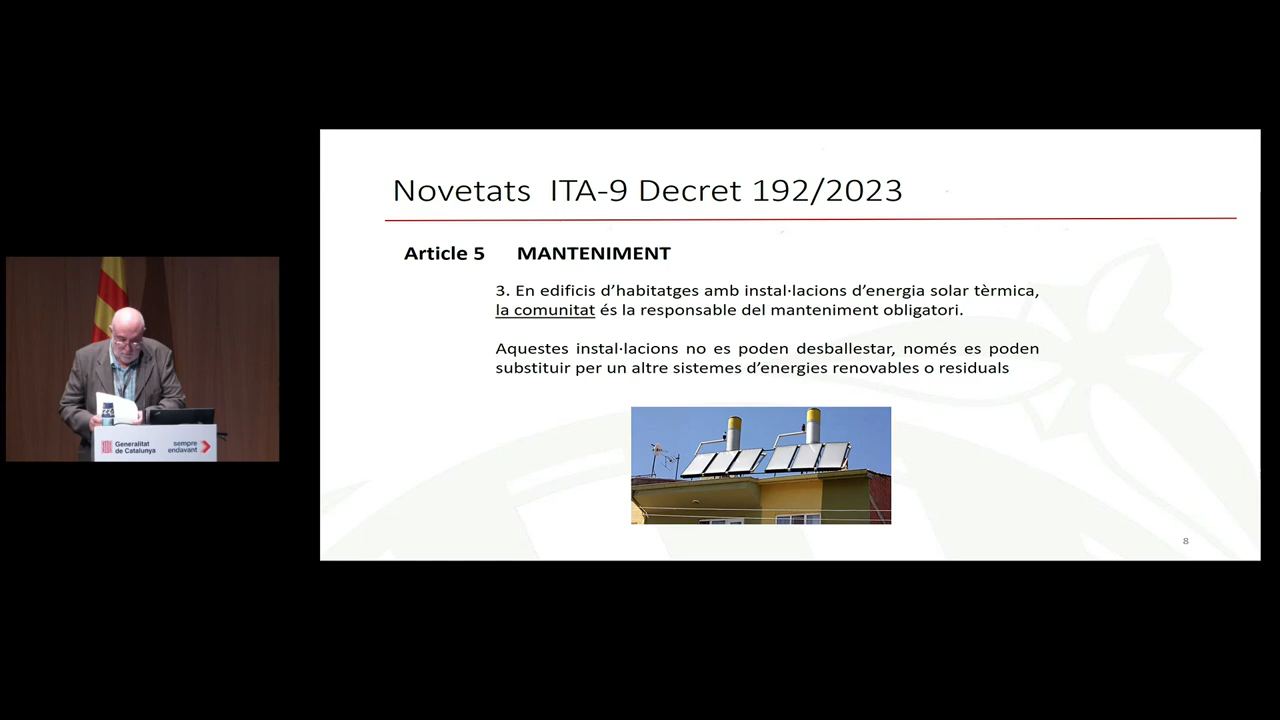 Novetats ITA-9 Decret 192/2023
Article 5 MANTENIMENT
3. En edificis d'habitatges amb instal·lacions d'energia solar tèrmica,
la comunitat és la responsable del manteniment obligatori.
Aquestes instal·lacions no es poden desballestar, només es poden
substituir per un altre sistemes d'energies renovables o residuals
8
Generalitat
de Catalunya
sempre
endavant